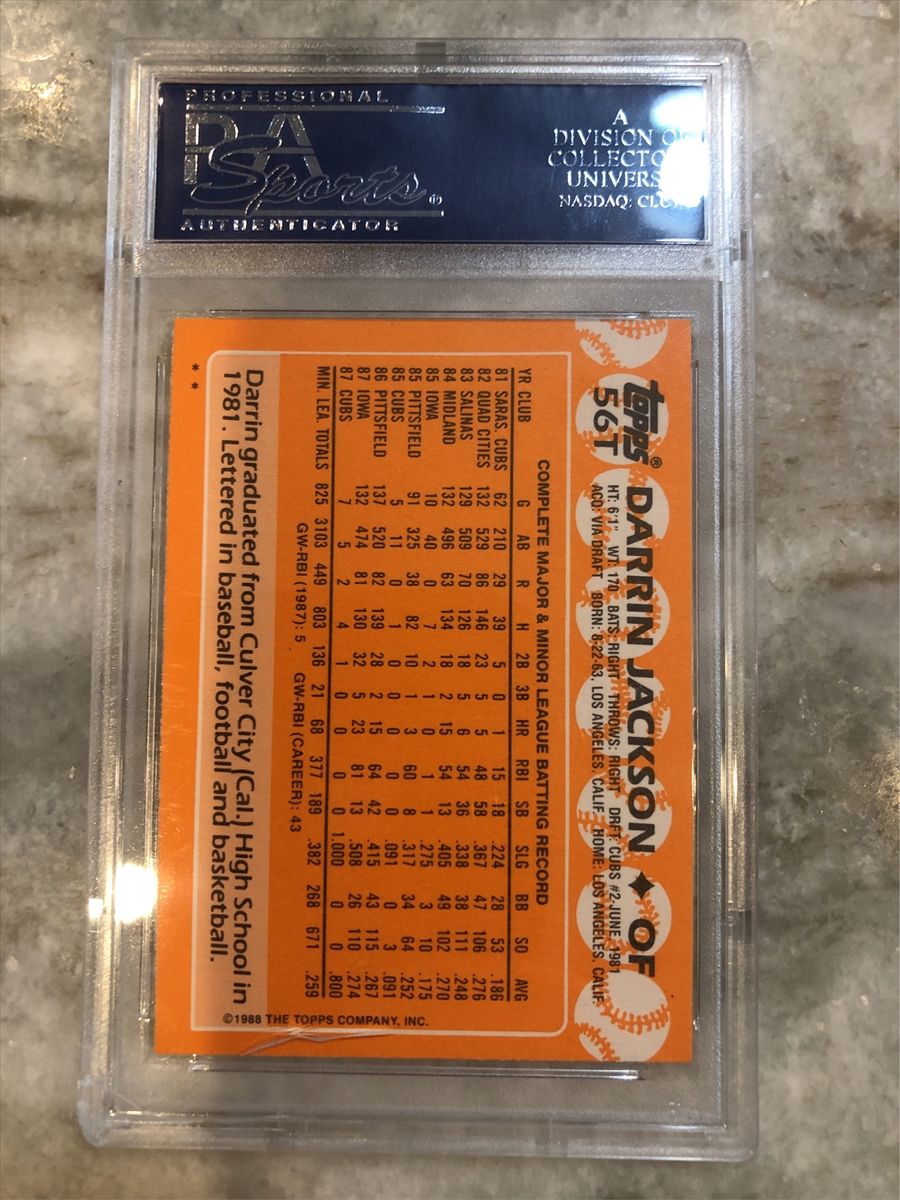 PROFESSIONAL
PSA
Sports®
AUTHENTICATOR
A
DIVISION
UNIVERS
NASDAQ:
topps®
56T
DARRIN JACKSON ♦ OF
HT: 6'1" WT: 170 BATS: RIGHT THROWS: RIGHT DRFT: CUBS #2-JUNE, 1981
ACQ: VIA DRAFT BORN: 8-22-63, LOS ANGELES, CALIF. HOME: LOS ANGELES, CALIF.
COMPLETE MAJOR & MINOR LEAGUE BATTING RECORD
YR CLUB G AB R H 2B 3B HR RBI SB SLG BB SO AVG
81 SARAS. CUBS 62 210 29 39 5 0 1 15 18 .224 28 53 .186
82 QUAD CITIES 132 529 86 146 23 5 5 48 58 .367 47 106 .276
83 SALINAS 129 509 70 126 18 5 6 54 36 .338 38 111 .248
84 MIDLAND 132 496 63 134 18 2 15 54 13 .405 49 102 .270
85 IOWA 10 40 0 7 2 1 0 1 1 .275 3 10 .175
85 PITTSFIELD 91 325 38 82 10 1 3 60 8 .317 34 64 .252
85 CUBS 5 11 0 1 0 0 0 0 0 .091 0 3 .091
86 PITTSFIELD 137 520 82 139 28 2 15 64 42 .415 43 115 .267
87 IOWA 132 474 81 130 32 5 23 81 13 .508 26 110 .274
87 CUBS 7 5 2 4 1 0 0 0 0 1.000 0 0 .800
MIN. LEA. TOTALS 825 3103 449 803 136 21 68 377 189 .382 268 671 .259
GW-RBI (1987): 5 GW-RBI (CAREER): 43
Darrin graduated from Culver City (Cal.) High School in
1981. Lettered in baseball, football and basketball.
©1988 THE TOPPS COMPANY, INC.
* *